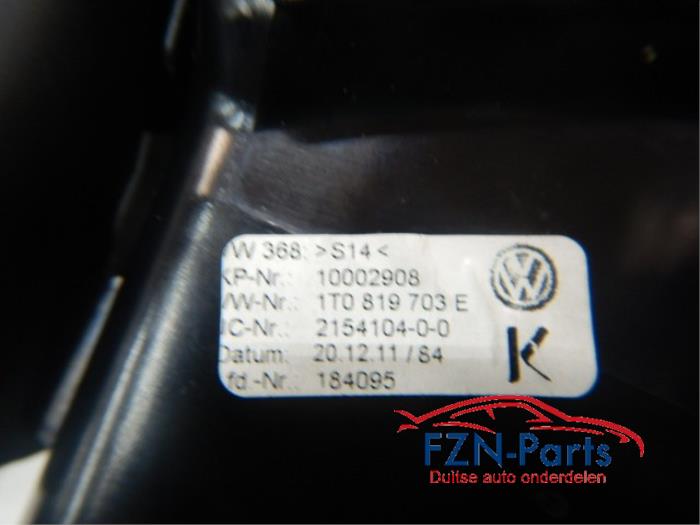 VW 368: >S14<
KP-Nr.: 10002908
VW-Nr.: 1T0 819 703 E
IC-Nr.: 2154104-0-0
Datum: 20.12.11 / 84
fd.-Nr.: 184095
K
FZN-Parts
Duitse auto onderdelen